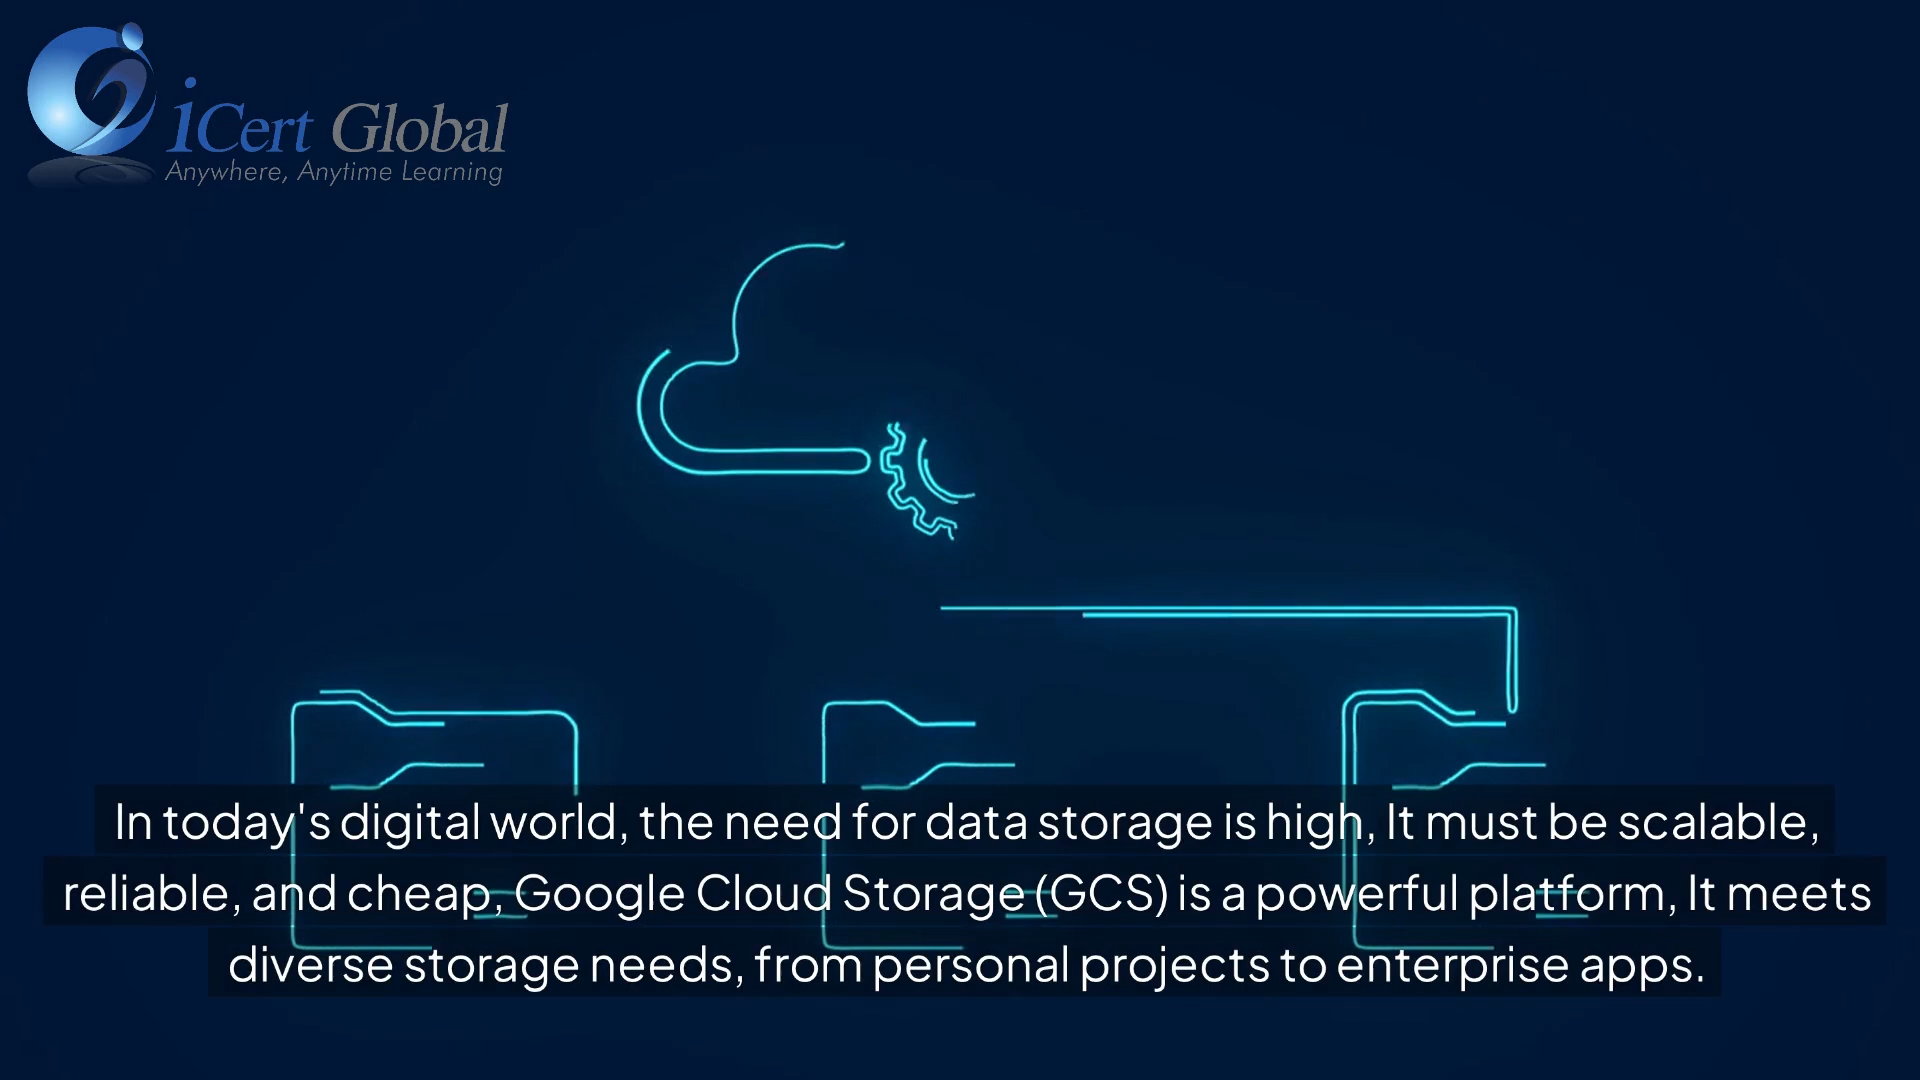 iCert Global
Anywhere, Anytime Learning
In today's digital world, the need for data storage is high, It must be scalable,
reliable, and cheap, Google Cloud Storage (GCS) is a powerful platform, It meets
diverse storage needs, from personal projects to enterprise apps.